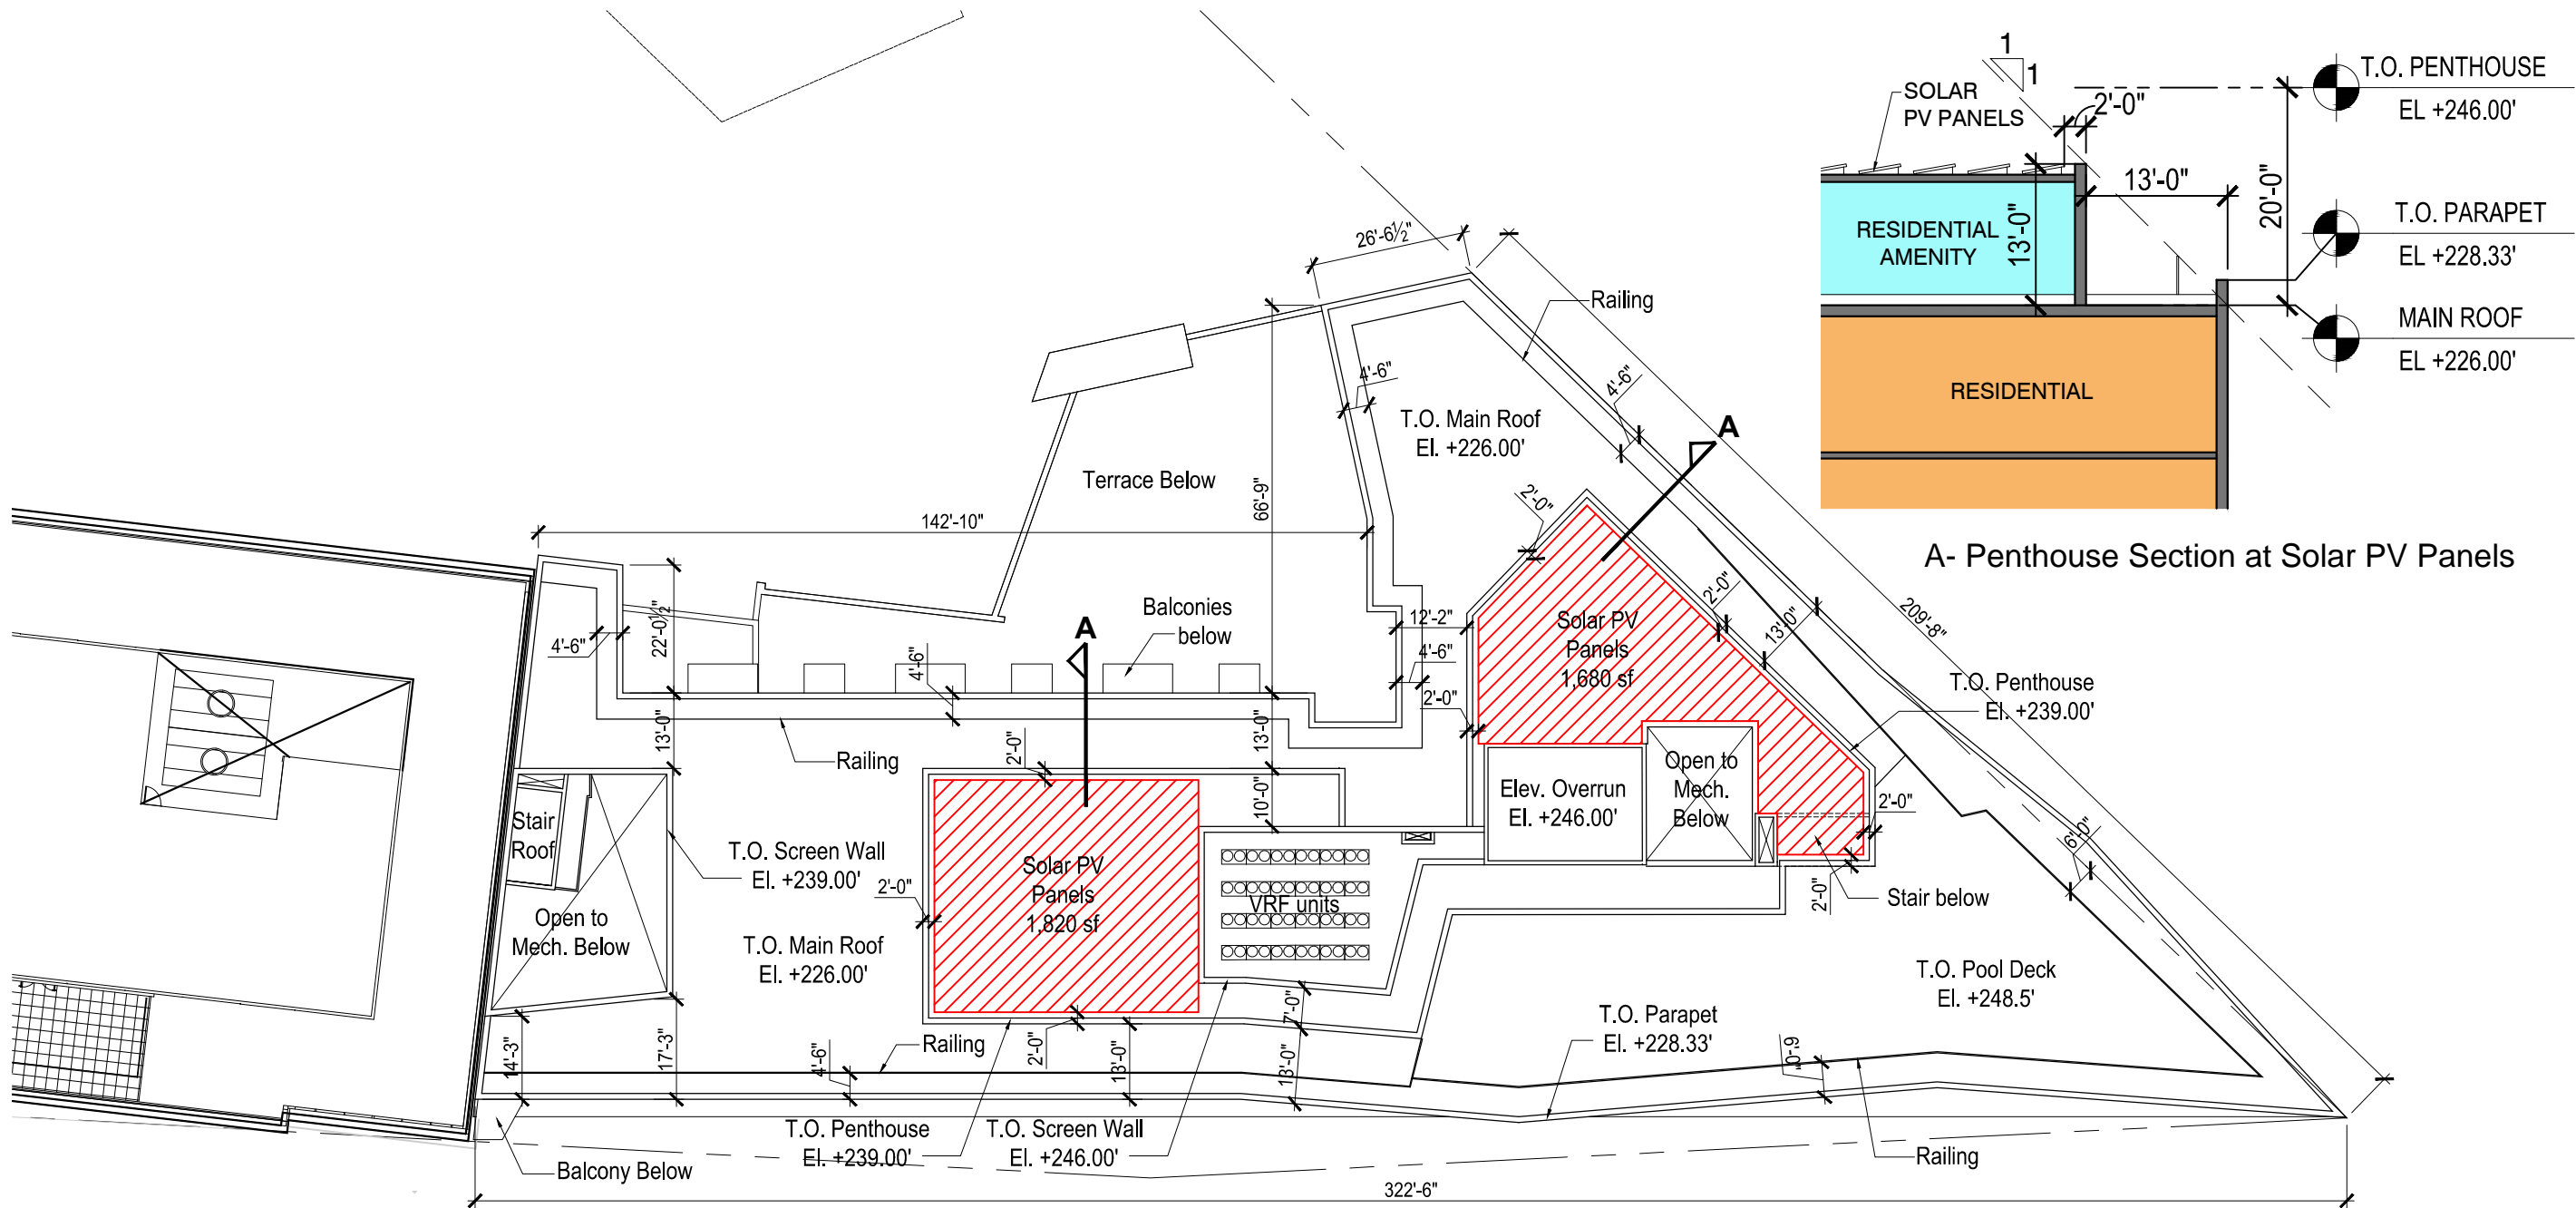 1
1
T.O. PENTHOUSE
EL +246.00'
SOLAR
PV PANELS
2'-0"
13'-0"
20'-0"
T.O. PARAPET
EL +228.33'
RESIDENTIAL
AMENITY
13'-0"
MAIN ROOF
EL +226.00'
RESIDENTIAL
A- Penthouse Section at Solar PV Panels
26'-6½"
Railing
4'-6"
4'-6"
T.O. Main Roof
El. +226.00'
A
Terrace Below
66'-9"
2'-0"
142'-10"
209'-8"
Balconies
below
A
22'-0½"
4'-6"
4'-6"
12'-2"
4'-6"
2'-0"
Solar PV
Panels
1,680 sf
2'-0"
13'-0"
T.O. Penthouse
El. +239.00'
13'-0"
Railing
2'-0"
13'-0"
10'-0"
Elev. Overrun
El. +246.00'
Open to
Mech.
Below
2'-0"
6'-0"
Stair
Roof
T.O. Screen Wall
El. +239.00'
2'-0"
Solar PV
Panels
1,820 sf
VRF units
2'-0"
Stair below
Open to
Mech. Below
T.O. Main Roof
El. +226.00'
T.O. Pool Deck
El. +248.5'
7'-0"
T.O. Parapet
El. +228.33'
14'-3"
17'-3"
4'-6"
Railing
2'-0"
13'-0"
13'-0"
6'-0"
T.O. Penthouse
El. +239.00'
T.O. Screen Wall
El. +246.00'
Balcony Below
Railing
322'-6"